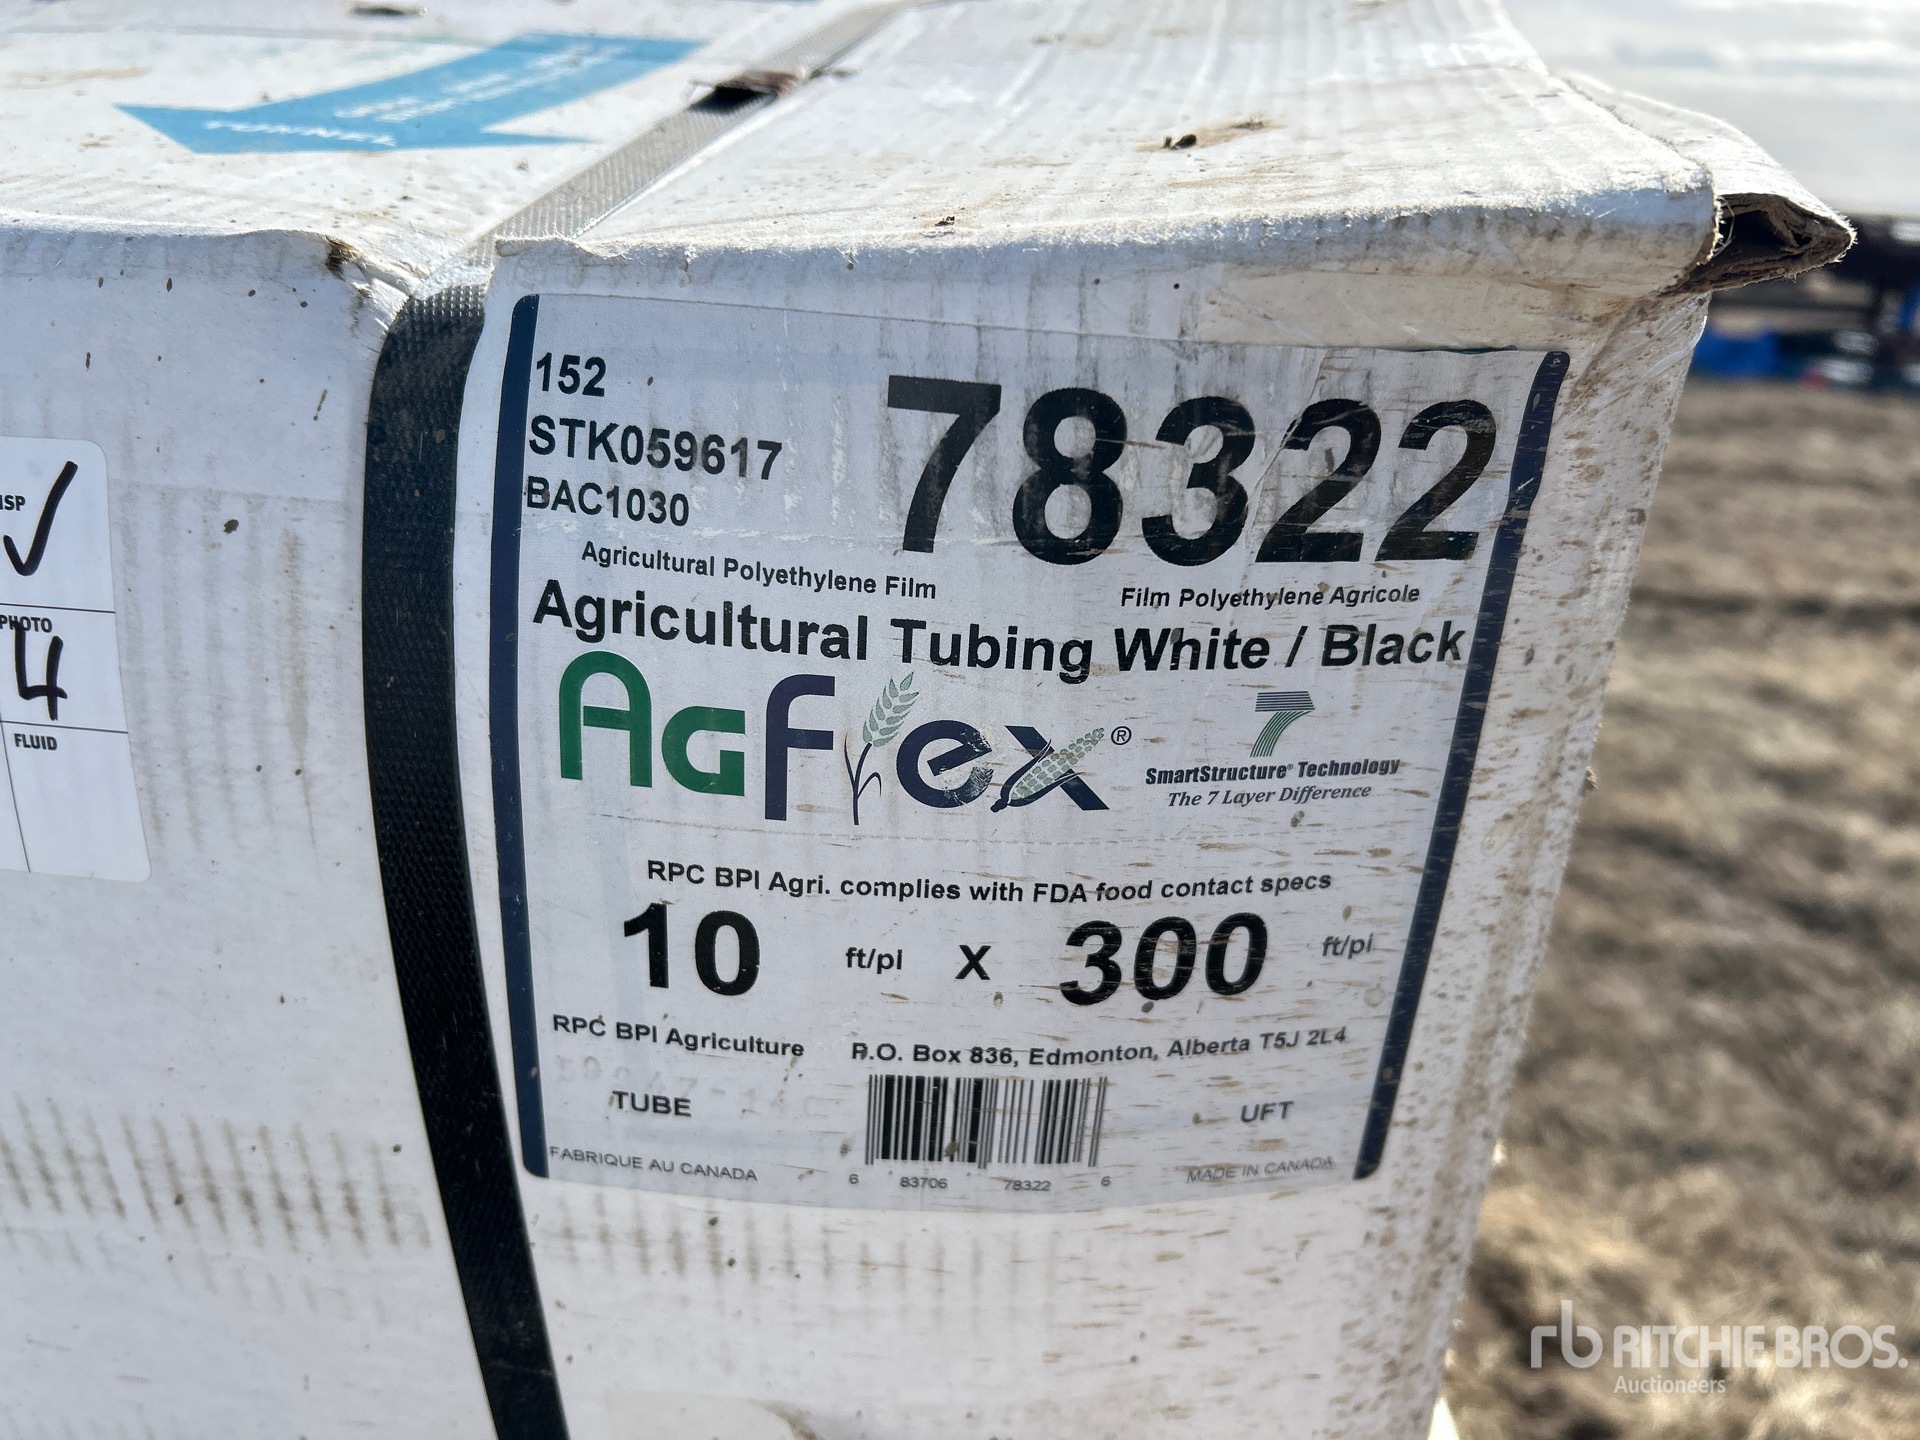 152
STK059617
BAC1030
78322
Agricultural Polyethylene Film
Film Polyethylene Agricole
Agricultural Tubing White / Black
AgFlex®
7
SmartStructure® Technology
The 7 Layer Difference
RPC BPI Agri. complies with FDA food contact specs
10 ft/pi X 300 ft/pi
RPC BPI Agriculture P.O. Box 836, Edmonton, Alberta T5J 2L4
TUBE
UFT
FABRIQUE AU CANADA
6 83706 78322 6
MADE IN CANADA
PHOTO
4
FLUID
rb RITCHIE BROS.
Auctioneers